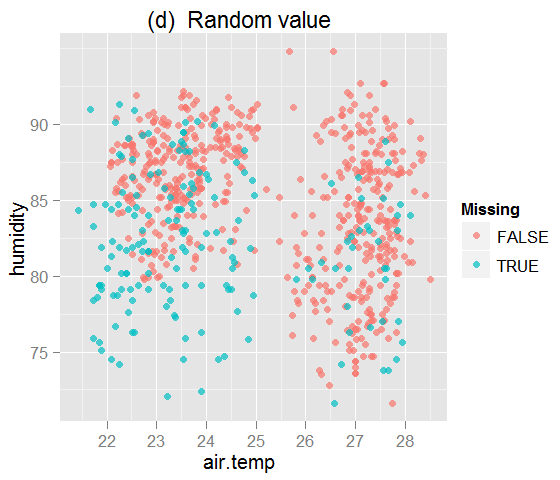 (d)  Random value
humidity
90
85
80
75
22 23 24 25 26 27 28
air.temp
Missing
FALSE
TRUE